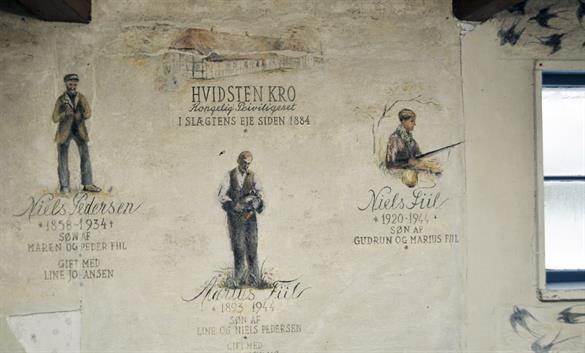 HVIDSTEN KRO
Kongelig Priviligeret
I SLÆGTENS EJE SIDEN 1884
Niels Pedersen
* 1858-1934 +
SØN AF
MAREN OG PEDER FIIL
GIFT MED
LINE JOHANSEN
Niels Fiil
* 1920-1944 +
SØN AF
GUDRUN OG MARIUS FIIL
Marius Fiil
* 1893 1944
SØN AF
LINE OG NIELS PEDERSEN
GIFT MED